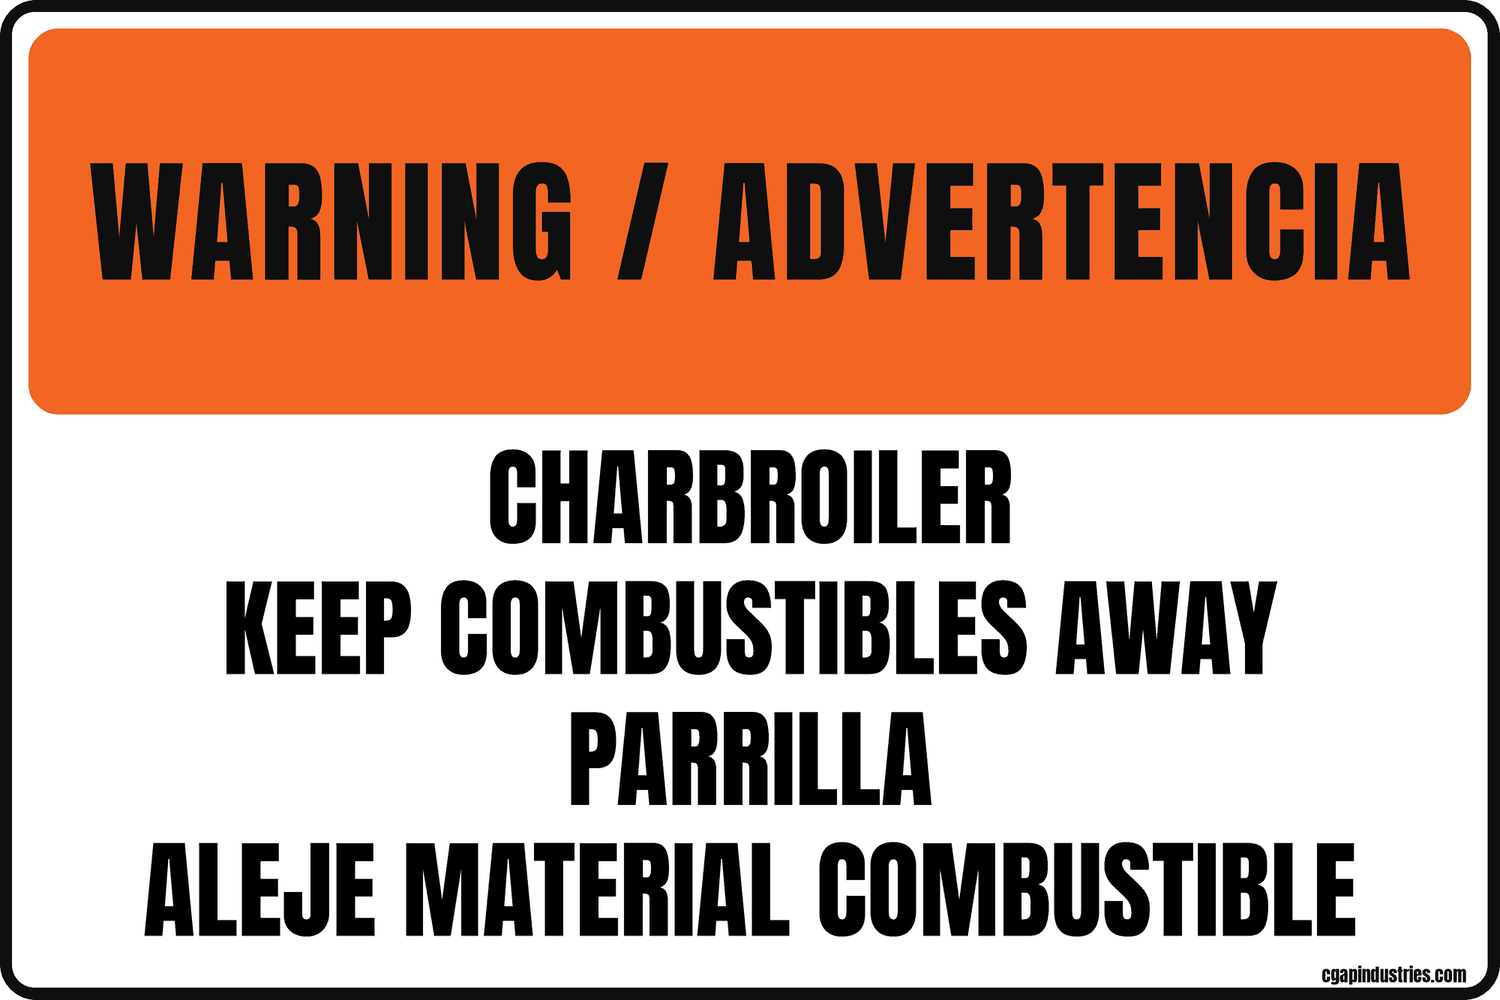 WARNING / ADVERTENCIA
CHARBROILER
KEEP COMBUSTIBLES AWAY
PARRILLA
ALEJE MATERIAL COMBUSTIBLE
cgapindustries.com